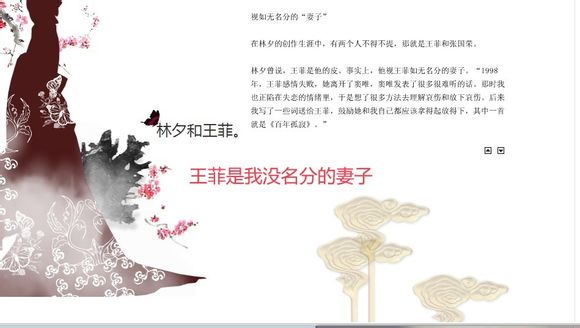 视如无名分的“妻子”
在林夕的创作生涯中，有两个人不得不提，那就是王菲和张国荣。
林夕曾说，王菲是他的皮。事实上，他视王菲如无名分的妻子。“1998
年，王菲感情失败，她离开了窦唯，窦唯发表了很多很难听的话。那时我
也正陷在失恋的情绪里，于是想了很多方法去理解哀伤和放下哀伤。后来
我写了一些词送给王菲，鼓励她和我自己都应该拿得起放得下，其中一首
就是《百年孤寂》。”
林夕和王菲。
王菲是我没名分的妻子